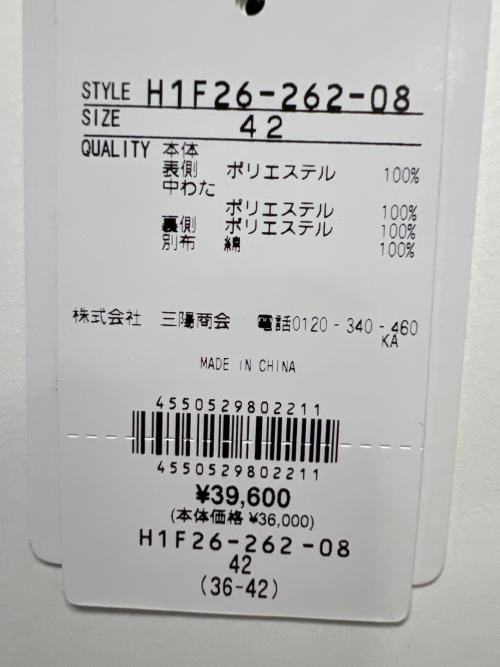 STYLE H1F26-262-08
SIZE 42
QUALITY 本体
表側 ポリエステル 100%
中わた
ポリエステル 100%
裏側 ポリエステル 100%
別布 綿 100%
株式会社 三陽商会 電話0120-340-460
KA
MADE IN CHINA
4550529802211
4550529802211
¥39,600
(本体価格 ¥36,000)
H1F26-262-08
42
(36-42)